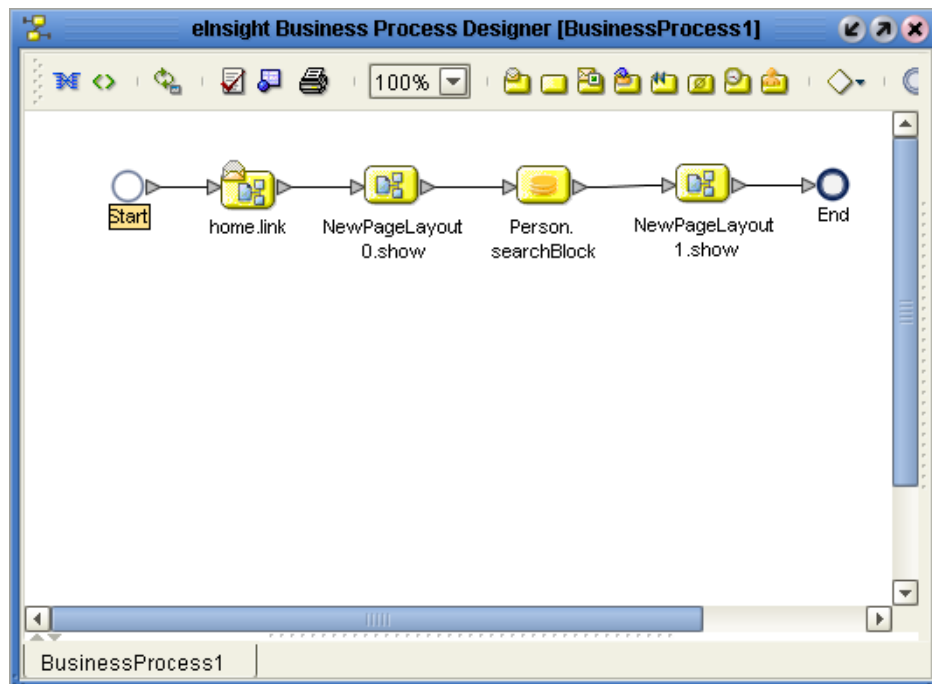 eInsight Business Process Designer [BusinessProcess1]
100%
Start
home.link
NewPageLayout
0.show
Person.
searchBlock
NewPageLayout
1.show
End
BusinessProcess1